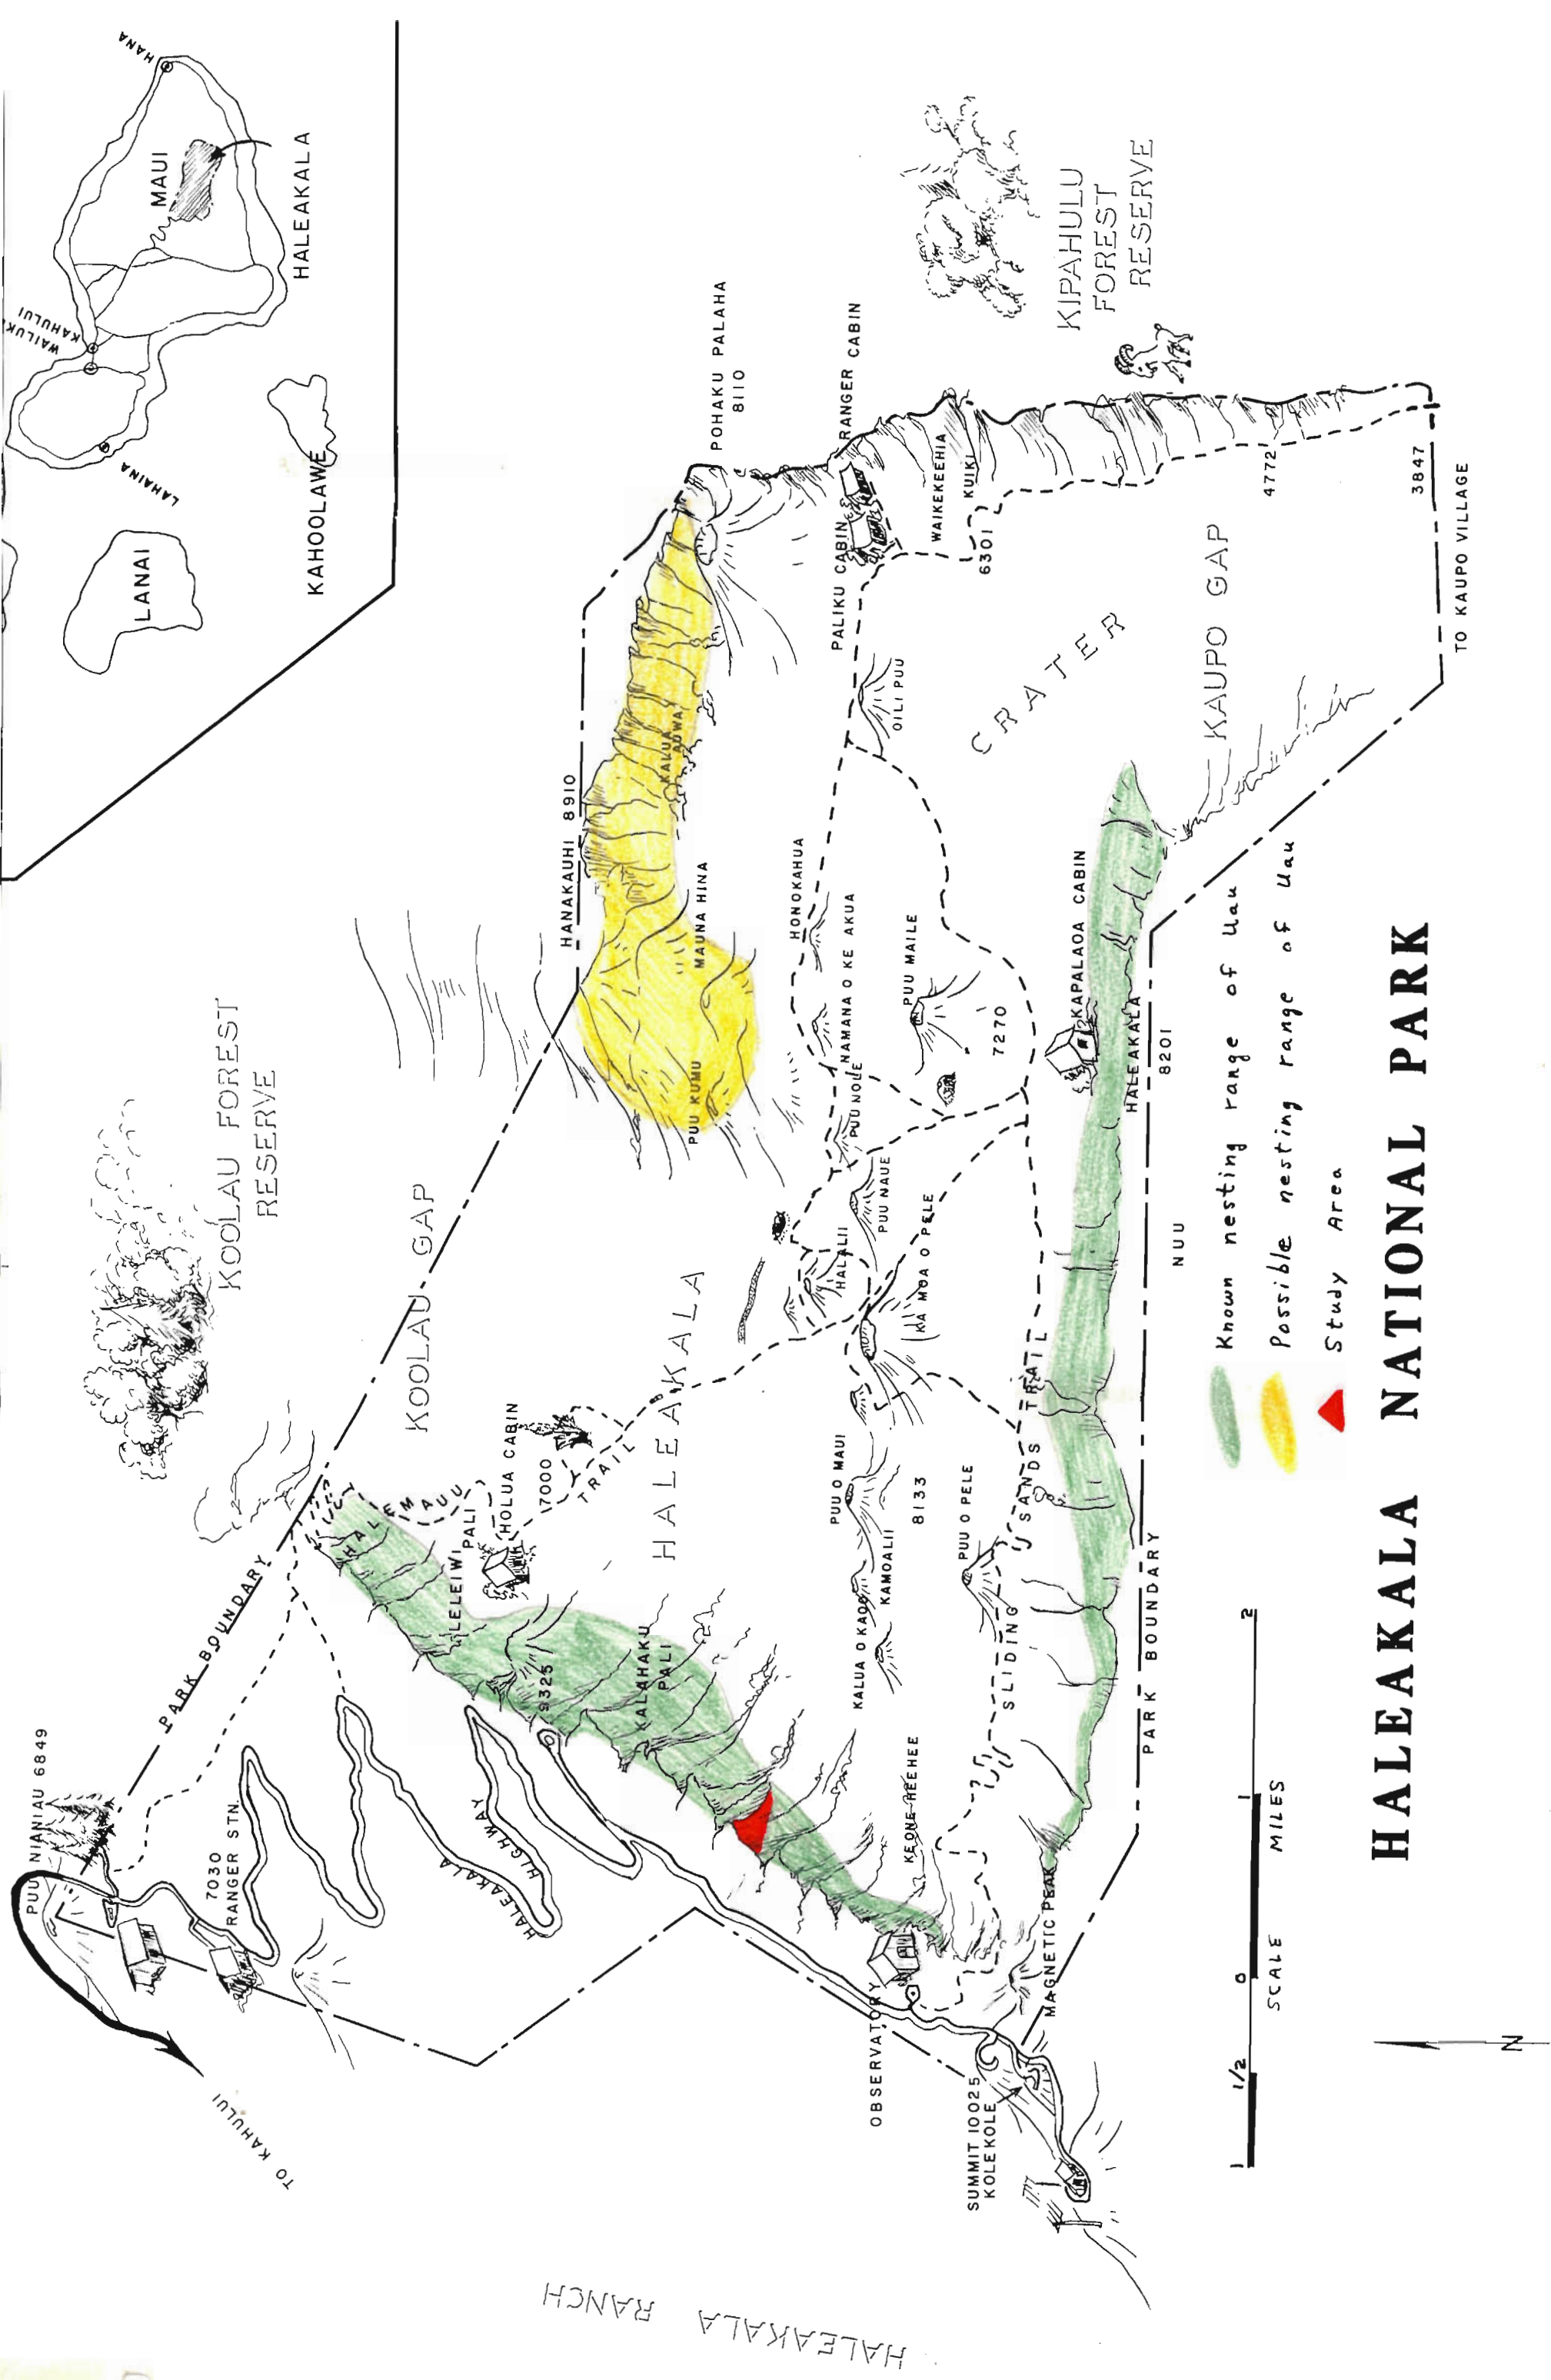 HANA
MAUI
HALEAKALA
KAHULUI
LAHAINA
LANAI
KAHOOLAWE
KOOLAU FOREST
RESERVE
KOOLAU GAP
PUU NIANIAU 6849
PARK BOUNDARY
7030
RANGER STN.
TO KAHULUI
HALEAKALA
HIGHWAY
HALEMAUU
TRAIL
LELEIWI
PALI
HOLUA CABIN
7000
9325
KALAHAKU
PALI
HALEAKALA
CRATER
HANAKAUHI 8910
POHAKU PALAHA
8110
KALUA
AUWA
MAUNA HINA
PUU KUMU
RANGER CABIN
PALIKU CABIN
WAIKEKEEHIA
KUIKI
6301
KIPAHULU
FOREST
RESERVE
4772
3847
TO KAUPO VILLAGE
KAUPO GAP
OILI PUU
HONOKAHUA
NAMANA O KE AKUA
PUU MAILE
7270
PUU NOLE
PUU NAUE
HALALII
KA MOA O PELE
PUU O MAUI
8133
KAMOALII
KALUA O KAOO
PUU O PELE
SLIDING SANDS TRAIL
KEONE HEEHEE
KAPALAOA CABIN
HALEAKALA
8201
NUU
PARK BOUNDARY
MAGNETIC PEAK
OBSERVATORY
SUMMIT 10025
KOLEKOLE
HALEAKALA RANCH
Known nesting range of Uau
Possible nesting range of Uau
Study Area
1 1/2 0 1 2
SCALE MILES
N
HALEAKALA NATIONAL PARK